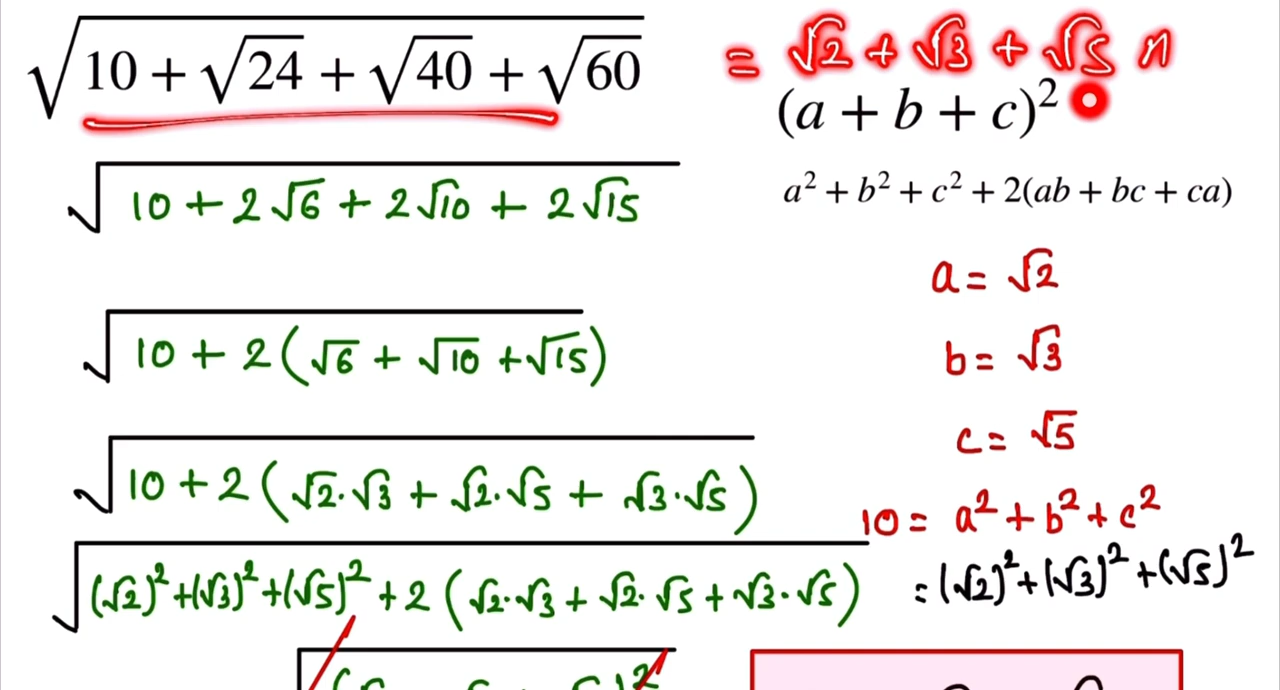 √(10 + √24 + √40 + √60)
= √2 + √3 + √5
(a + b + c)²
√(10 + 2√6 + 2√10 + 2√15)
a² + b² + c² + 2(ab + bc + ca)
a = √2
√(10 + 2(√6 + √10 + √15))
b = √3
c = √5
√(10 + 2(√2·√3 + √2·√5 + √3·√5))
10 = a² + b² + c²
√((√2)² + (√3)² + (√5)² + 2(√2·√3 + √2·√5 + √3·√5))
= (√2)² + (√3)² + (√5)²